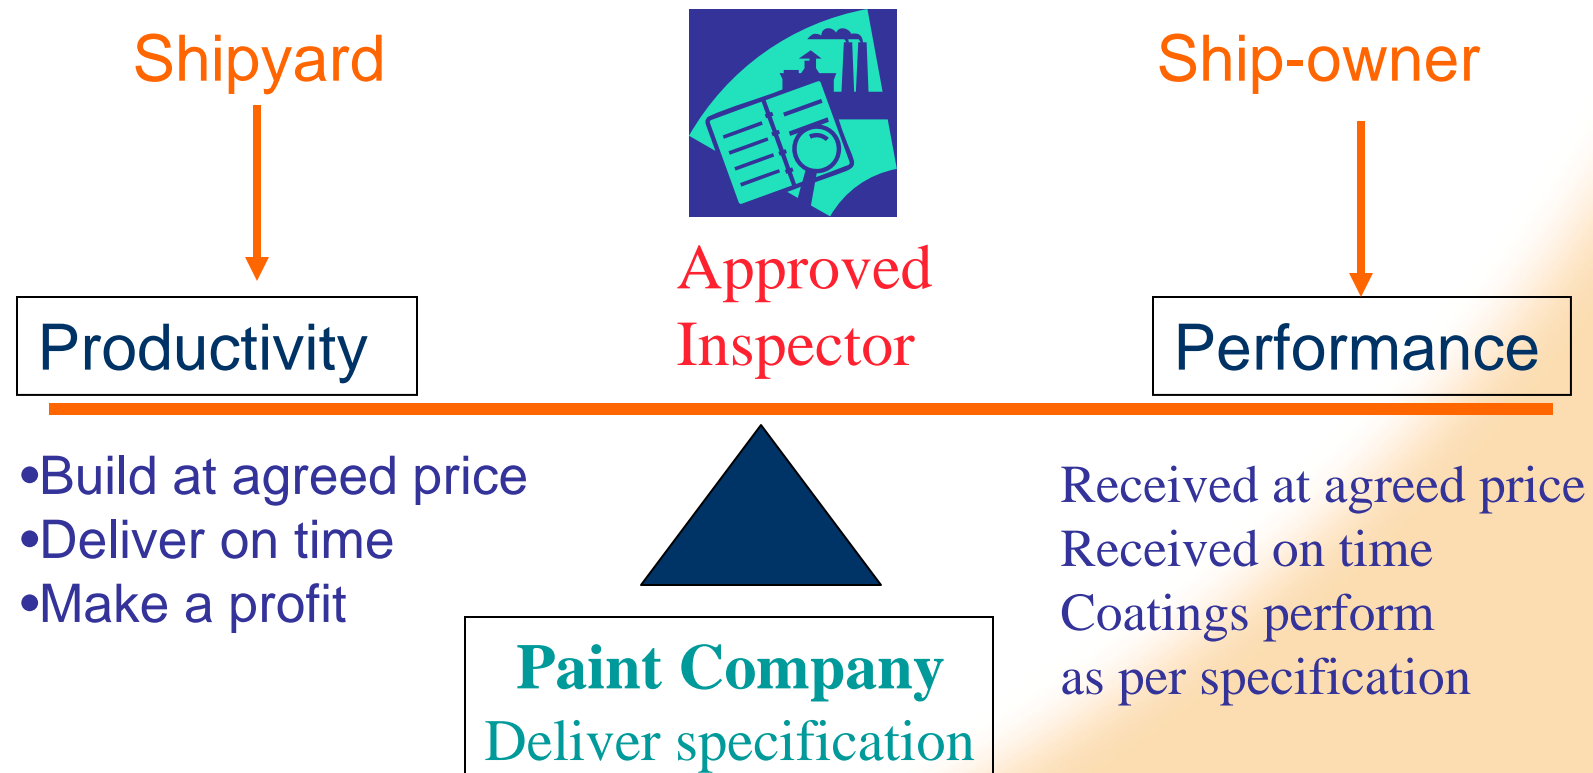 Shipyard
Ship-owner
Approved
Inspector
Productivity
Performance
•Build at agreed price
•Deliver on time
•Make a profit
Received at agreed price
Received on time
Coatings perform
as per specification
Paint Company
Deliver specification